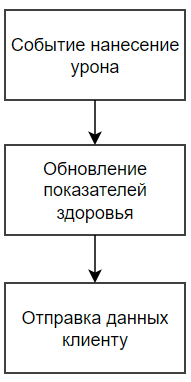 Событие нанесение
урона
Обновление
показателей
здоровья
Отправка данных
клиенту